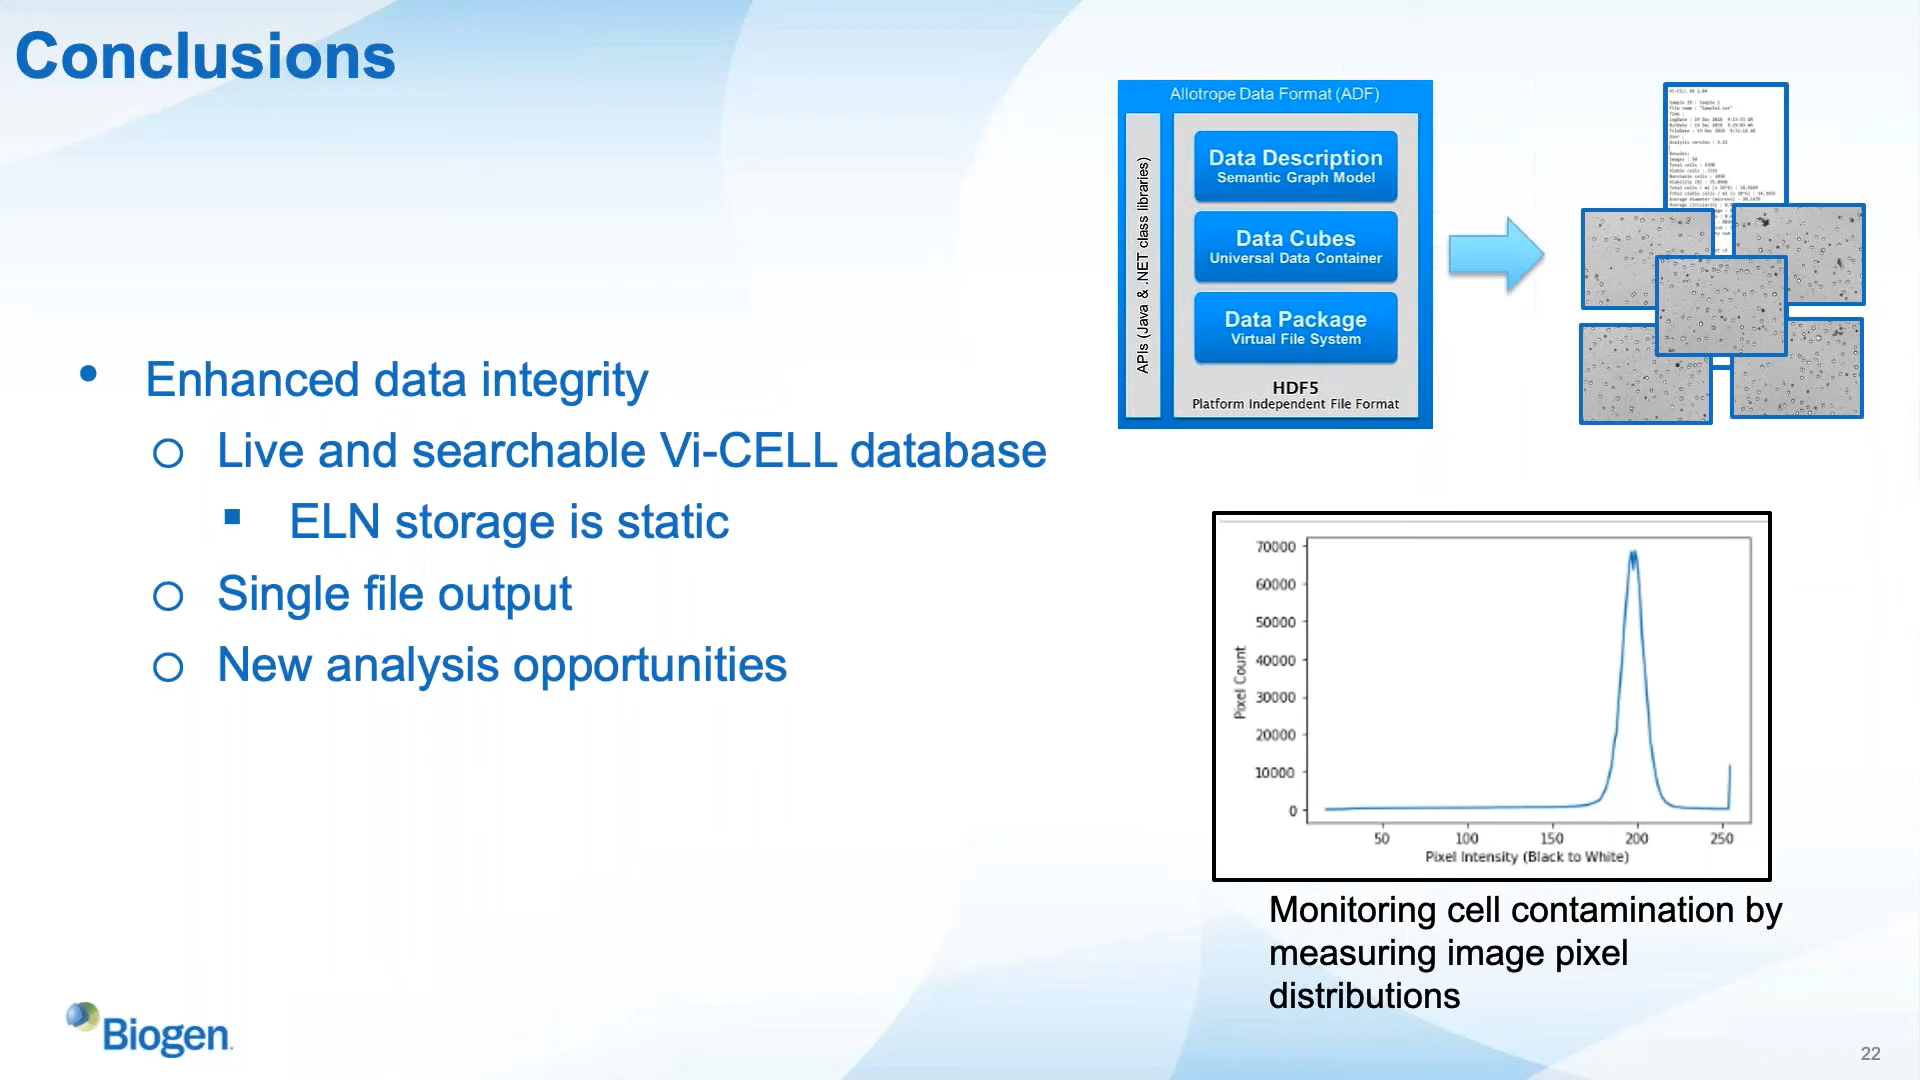 Conclusions
Enhanced data integrity
Live and searchable Vi-CELL database
ELN storage is static
Single file output
New analysis opportunities
Allotrope Data Format (ADF)
APIs (Java & .NET class libraries)
Data Description
Semantic Graph Model
Data Cubes
Universal Data Container
Data Package
Virtual File System
HDF5
Platform Independent File Format
Images : 50
70000
60000
50000
40000
30000
20000
10000
0
Pixel Count
50 100 150 200 250
Pixel Intensity (Black to White)
Monitoring cell contamination by
measuring image pixel
distributions
Biogen.
22